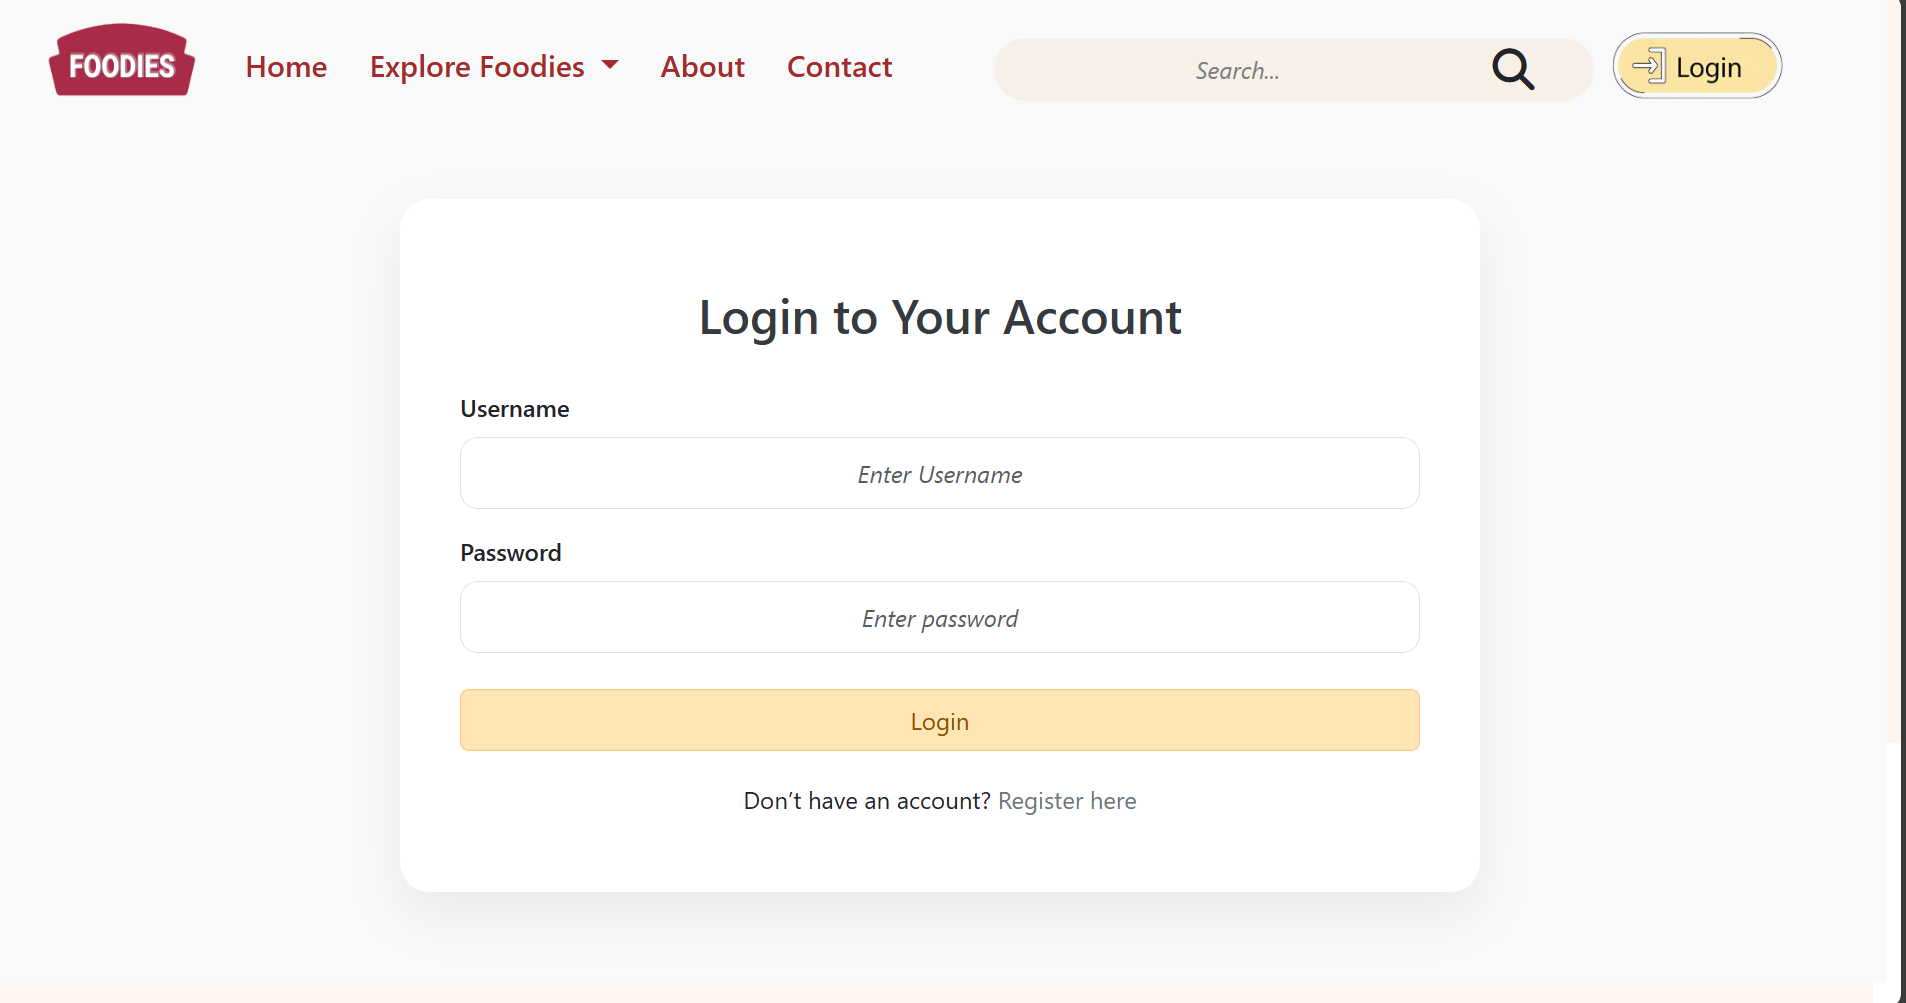 FOODIES Home Explore Foodies About Contact Search... Login
Login to Your Account
Username
Enter Username
Password
Enter password
Login
Don’t have an account? Register here